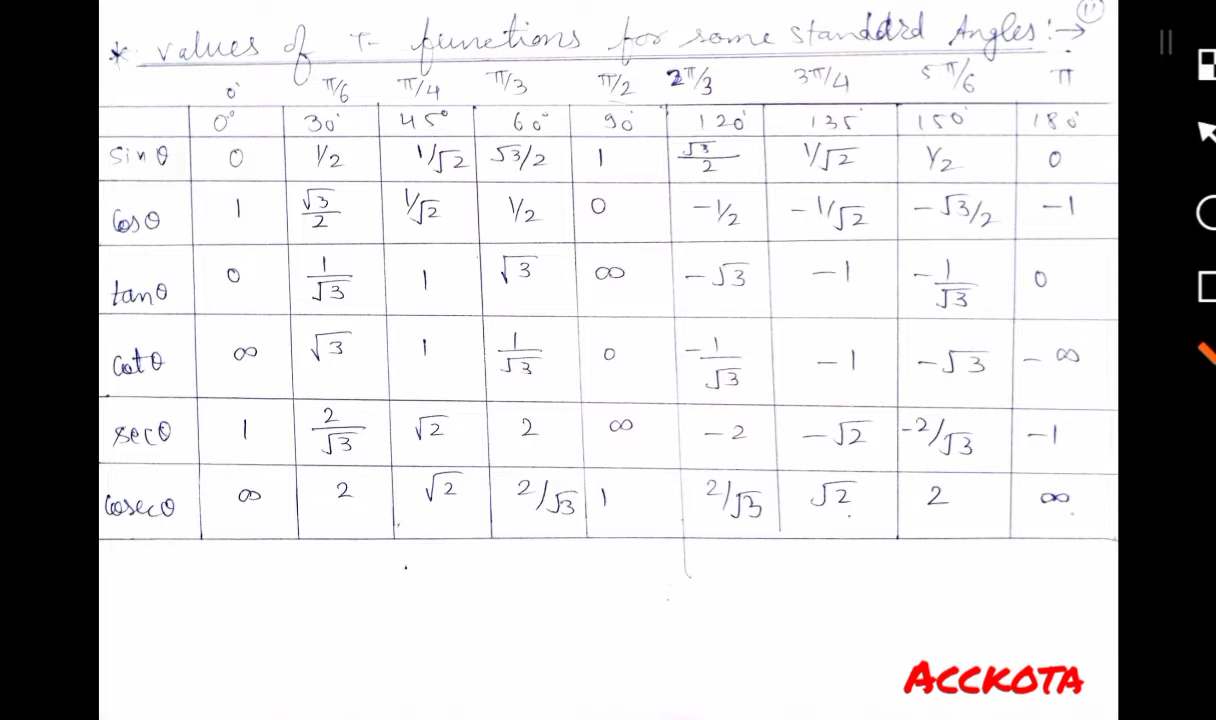 11
* values of T- functions for some standard Angles :→
0° π/6 π/4 π/3 π/2 2π/3 3π/4 5π/6 π
0° 30° 45° 60° 90° 120° 135° 150° 180°
sinθ 0 1/2 1/√2 √3/2 1 √3/2 1/√2 1/2 0
Cosθ 1 √3/2 1/√2 1/2 0 -1/2 -1/√2 -√3/2 -1
tanθ 0 1/√3 1 √3 ∞ -√3 -1 -1/√3 0
Cotθ ∞ √3 1 1/√3 0 -1/√3 -1 -√3 -∞
secθ 1 2/√3 √2 2 ∞ -2 -√2 -2/√3 -1
Cosecθ ∞ 2 √2 2/√3 1 2/√3 √2 2 ∞
ACCKOTA